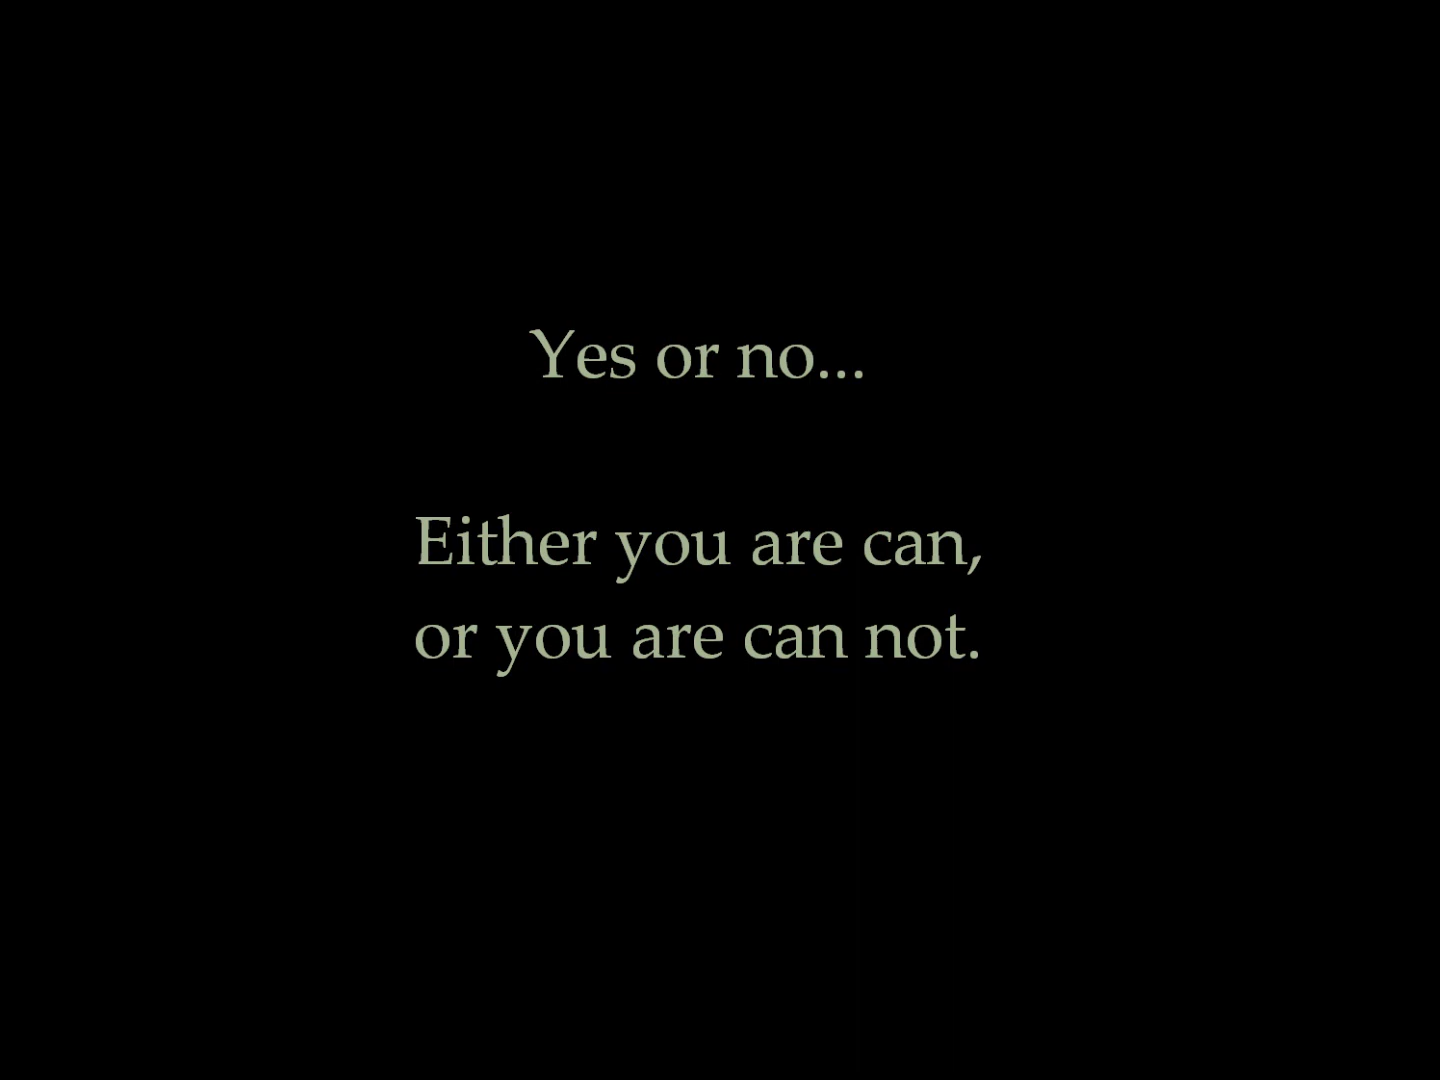 Yes or no...
Either you are can,
or you are can not.